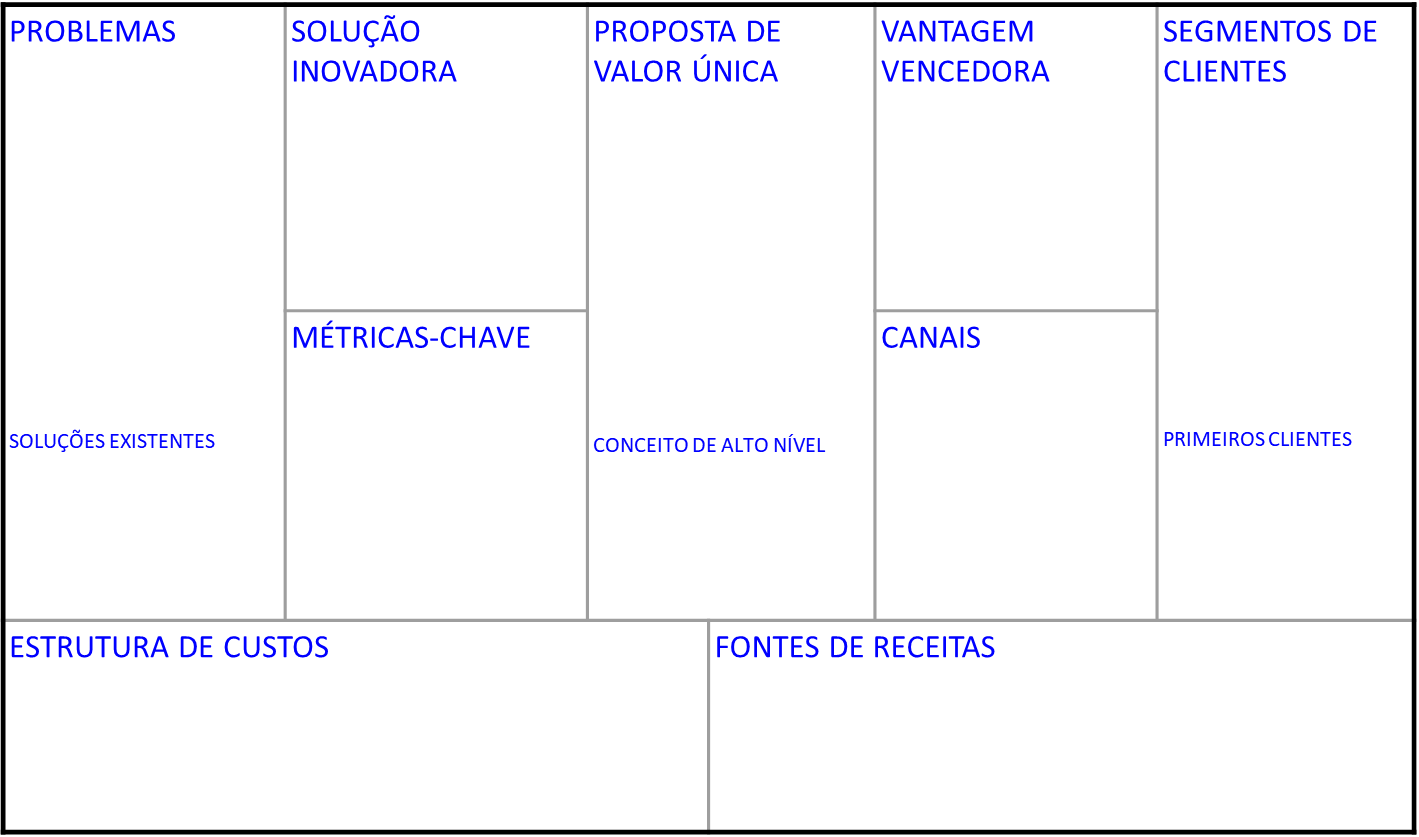 PROBLEMAS
SOLUÇÕES EXISTENTES
SOLUÇÃO
INOVADORA
MÉTRICAS-CHAVE
PROPOSTA DE
VALOR ÚNICA
CONCEITO DE ALTO NÍVEL
VANTAGEM
VENCEDORA
CANAIS
SEGMENTOS DE
CLIENTES
PRIMEIROS CLIENTES
ESTRUTURA DE CUSTOS
FONTES DE RECEITAS